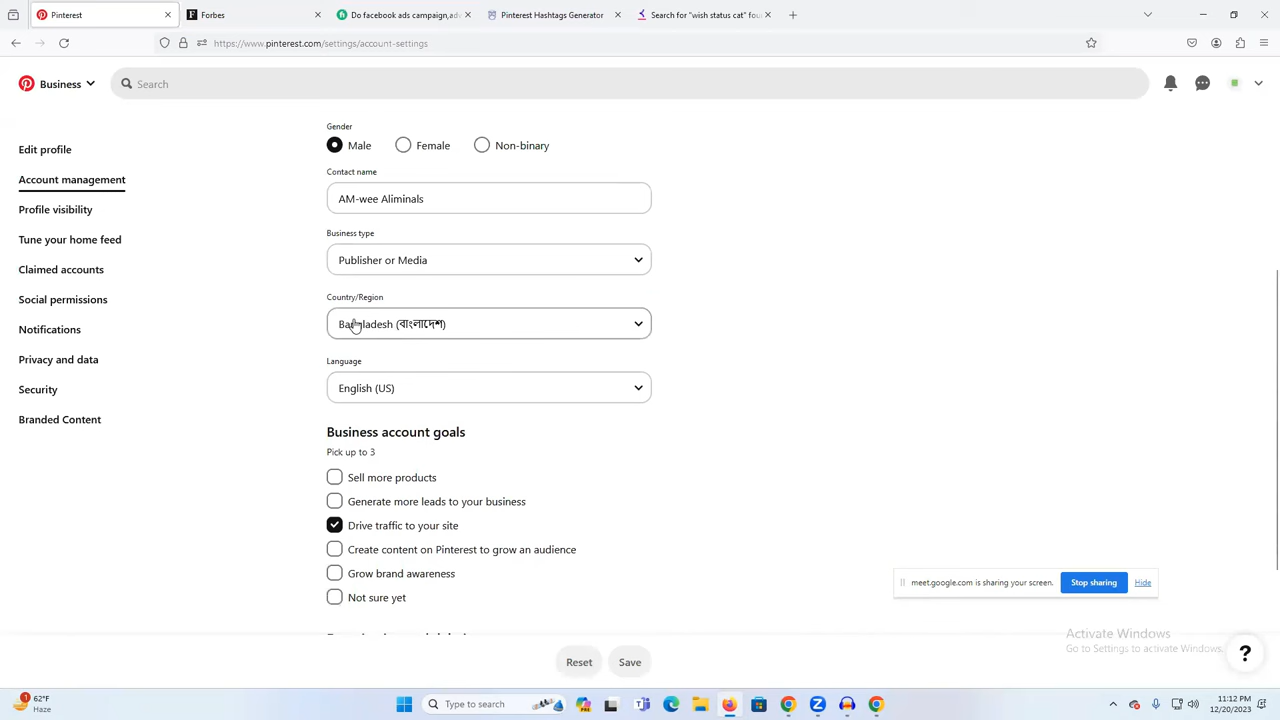 Pinterest
Forbes
Do facebook ads campaign,adv
Pinterest Hashtags Generator
Search for "wish status cat" fou
https://www.pinterest.com/settings/account-settings
Business
Search
Edit profile
Account management
Profile visibility
Tune your home feed
Claimed accounts
Social permissions
Notifications
Privacy and data
Security
Branded Content
Gender
Male Female Non-binary
Contact name
AM-wee Aliminals
Business type
Publisher or Media
Country/Region
Bangladesh (বাংলাদেশ)
Language
English (US)
Business account goals
Pick up to 3
Sell more products
Generate more leads to your business
Drive traffic to your site
Create content on Pinterest to grow an audience
Grow brand awareness
Not sure yet
Reset Save
meet.google.com is sharing your screen. Stop sharing Hide
Activate Windows
Go to Settings to activate Windows.
?
1
62°F
Haze
Type to search
11:12 PM
12/20/2023